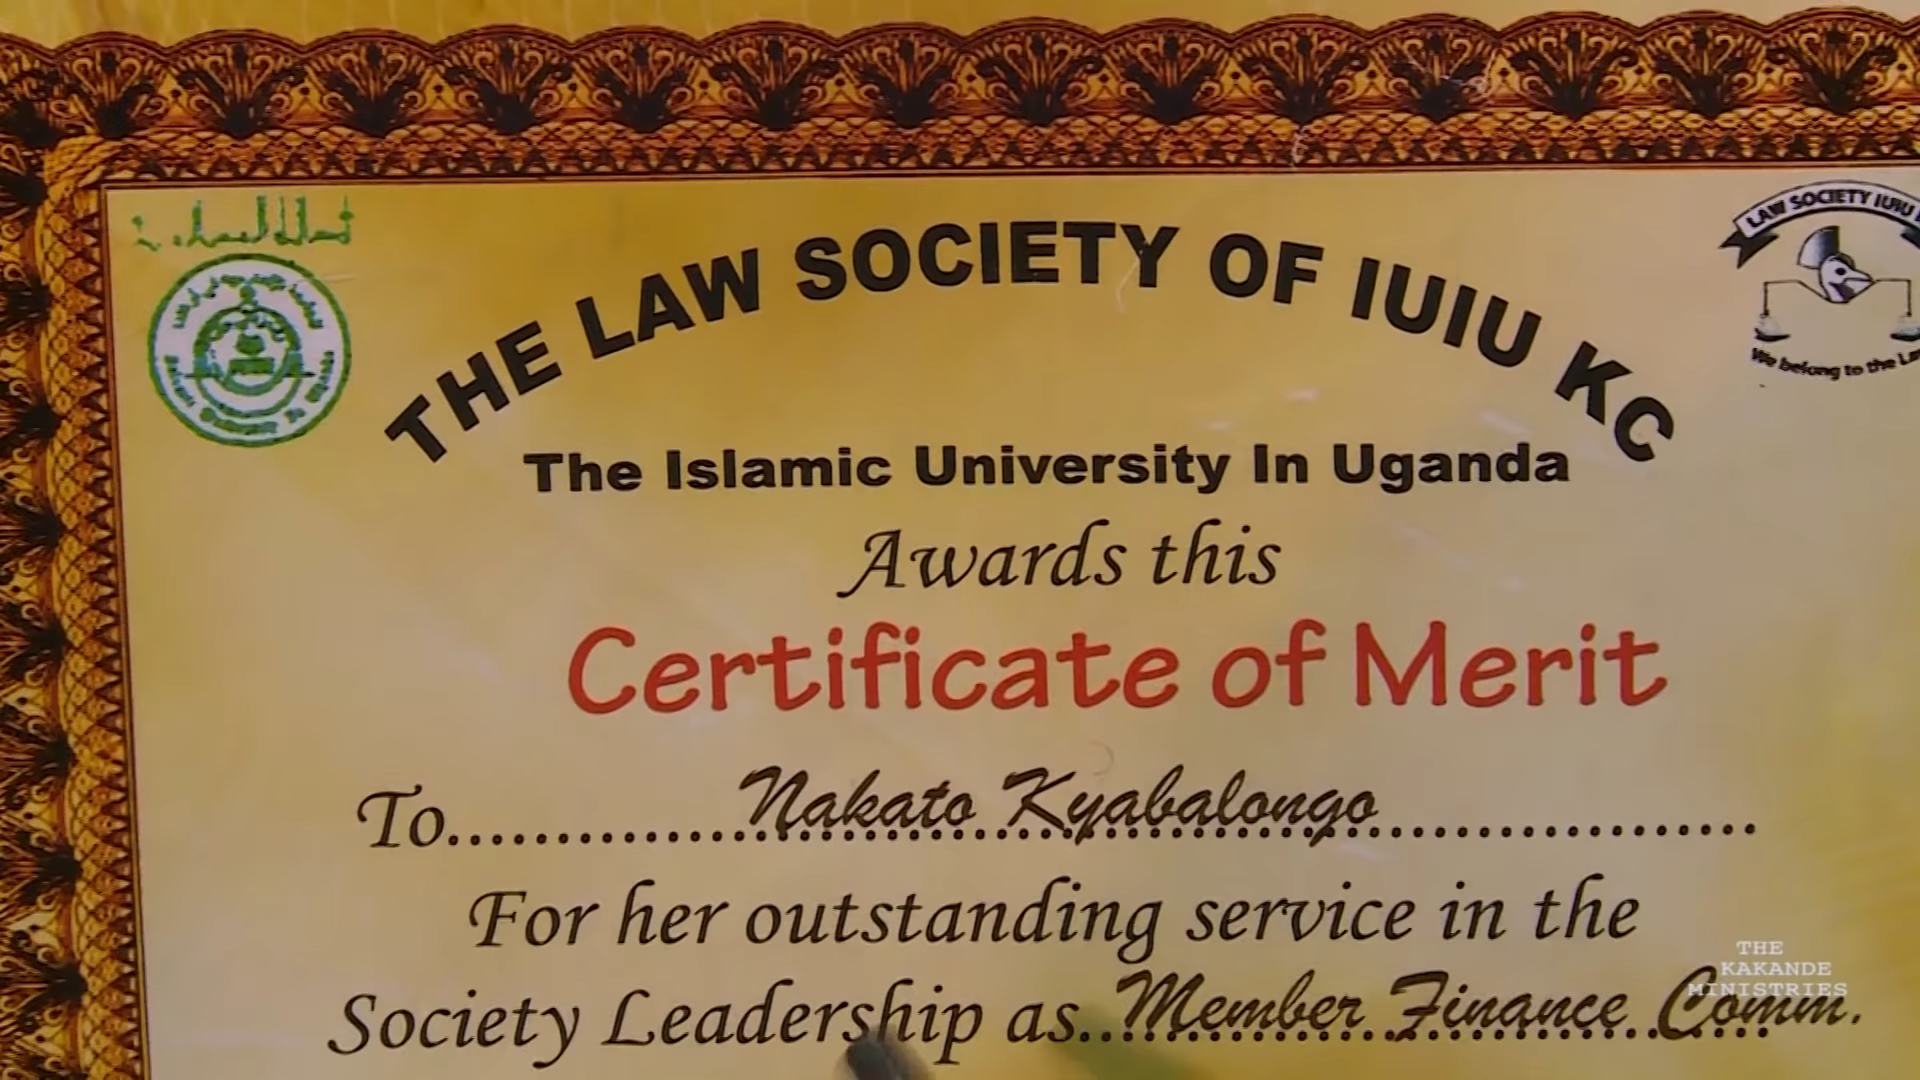 THE LAW SOCIETY OF IUIU KC
LAW SOCIETY IUIU
We belong to the
The Islamic University In Uganda
Awards this
Certificate of Merit
To Nakato Kyabalongo
For her outstanding service in the
Society Leadership as Member Finance Comm.
THE
KAKANDE
MINISTRIES